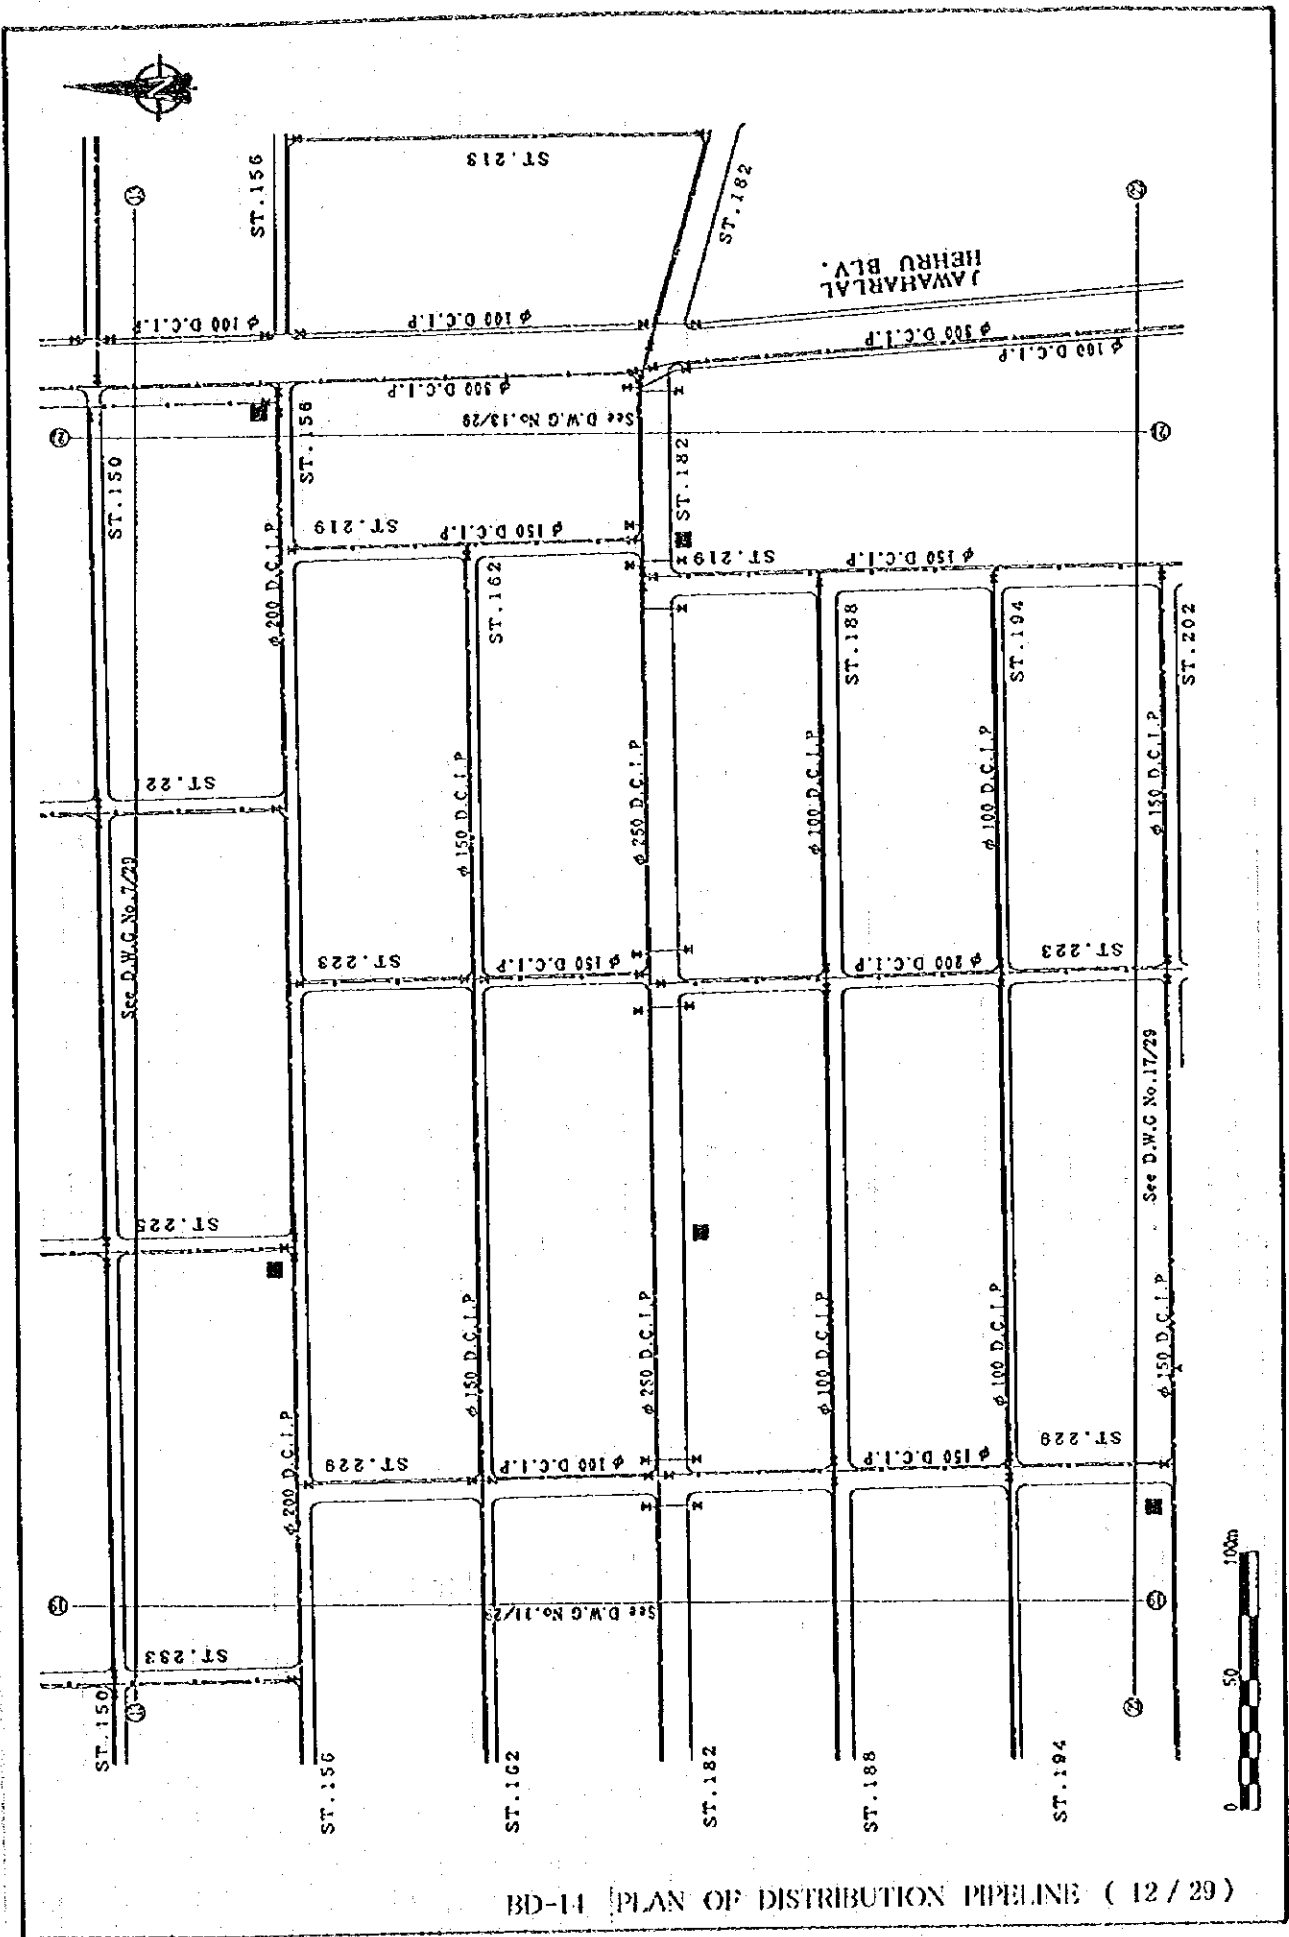 N
ST.156
ST.213
ST.182
JAWAHARLAL
HEHRU BLV.
φ 100 D.C.I.P
φ 100 D.C.I.P
φ 300 D.C.I.P
φ 100 D.C.I.P
φ 300 D.C.I.P
See D.W.G No.13/29
ST.150
ST.156
ST.182
φ 200 D.C.I.P
ST.219
φ 150 D.C.I.P
ST.219
φ 150 D.C.I.P
ST.162
ST.188
ST.194
ST.202
ST.221
φ 150 D.C.I.P
φ 250 D.C.I.P
φ 100 D.C.I.P
φ 100 D.C.I.P
φ 150 D.C.I.P
See D.W.G No.7/29
ST.223
φ 150 D.C.I.P
φ 200 D.C.I.P
ST.223
See D.W.G No.17/29
ST.225
φ 200 D.C.I.P
φ 150 D.C.I.P
φ 250 D.C.I.P
φ 100 D.C.I.P
φ 100 D.C.I.P
φ 150 D.C.I.P
ST.229
φ 100 D.C.I.P
φ 150 D.C.I.P
ST.229
See D.W.G No.11/29
ST.233
ST.150
ST.156
ST.162
ST.182
ST.188
ST.194
0 50 100m
BD-14 PLAN OF DISTRIBUTION PIPELINE ( 12 / 29 )